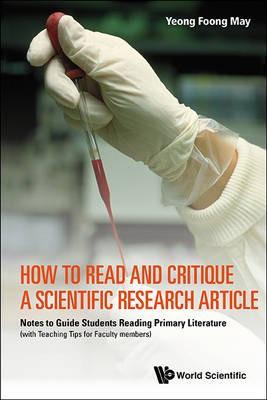 Yeong Foong May
HOW TO READ AND CRITIQUE
A SCIENTIFIC RESEARCH ARTICLE
Notes to Guide Students Reading Primary Literature
(with Teaching Tips for Faculty members)
World Scientific